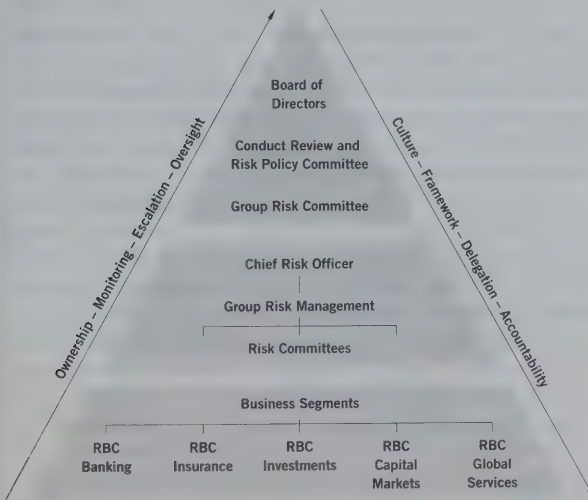 Board of
Directors
Conduct Review and
Risk Policy Committee
Group Risk Committee
Chief Risk Officer
Group Risk Management
Risk Committees
Business Segments
RBC
Banking
RBC
Insurance
RBC
Investments
RBC
Capital
Markets
RBC
Global
Services
Ownership – Monitoring – Escalation – Oversight
Culture – Framework – Delegation – Accountability